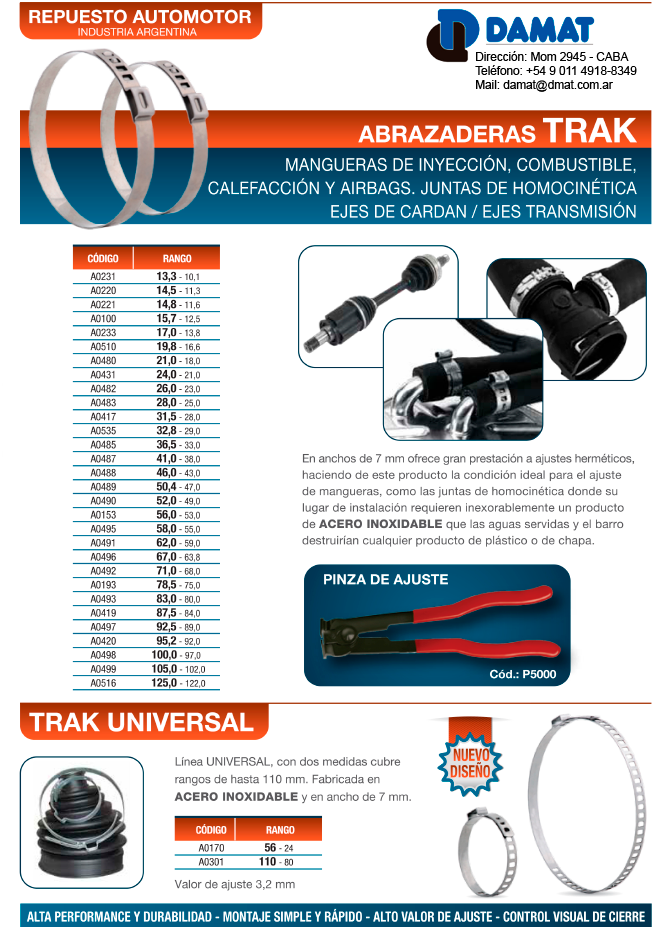 REPUESTO AUTOMOTOR
INDUSTRIA ARGENTINA
DAMAT
Dirección: Mom 2945 - CABA
Teléfono: +54 9 011 4918-8349
Mail: damat@dmat.com.ar
ABRAZADERAS TRAK
MANGUERAS DE INYECCIÓN, COMBUSTIBLE,
CALEFACCIÓN Y AIRBAGS. JUNTAS DE HOMOCINÉTICA
EJES DE CARDAN / EJES TRANSMISIÓN
CÓDIGO RANGO
A0231 13,3 - 10,1
A0220 14,5 - 11,3
A0221 14,8 - 11,6
A0100 15,7 - 12,5
A0233 17,0 - 13,8
A0510 19,8 - 16,6
A0480 21,0 - 18,0
A0431 24,0 - 21,0
A0482 26,0 - 23,0
A0483 28,0 - 25,0
A0417 31,5 - 28,0
A0535 32,8 - 29,0
A0485 36,5 - 33,0
A0487 41,0 - 38,0
A0488 46,0 - 43,0
A0489 50,4 - 47,0
A0490 52,0 - 49,0
A0153 56,0 - 53,0
A0495 58,0 - 55,0
A0491 62,0 - 59,0
A0496 67,0 - 63,8
A0492 71,0 - 68,0
A0193 78,5 - 75,0
A0493 83,0 - 80,0
A0419 87,5 - 84,0
A0497 92,5 - 89,0
A0420 95,2 - 92,0
A0498 100,0 - 97,0
A0499 105,0 - 102,0
A0516 125,0 - 122,0
En anchos de 7 mm ofrece gran prestación a ajustes herméticos,
haciendo de este producto la condición ideal para el ajuste
de mangueras, como las juntas de homocinética donde su
lugar de instalación requieren inexorablemente un producto
de ACERO INOXIDABLE que las aguas servidas y el barro
destruirían cualquier producto de plástico o de chapa.
PINZA DE AJUSTE
Cód.: P5000
TRAK UNIVERSAL
Línea UNIVERSAL, con dos medidas cubre
rangos de hasta 110 mm. Fabricada en
ACERO INOXIDABLE y en ancho de 7 mm.
CÓDIGO RANGO
A0170 56 - 24
A0301 110 - 80
Valor de ajuste 3,2 mm
NUEVO
DISEÑO
ALTA PERFORMANCE Y DURABILIDAD - MONTAJE SIMPLE Y RÁPIDO - ALTO VALOR DE AJUSTE - CONTROL VISUAL DE CIERRE